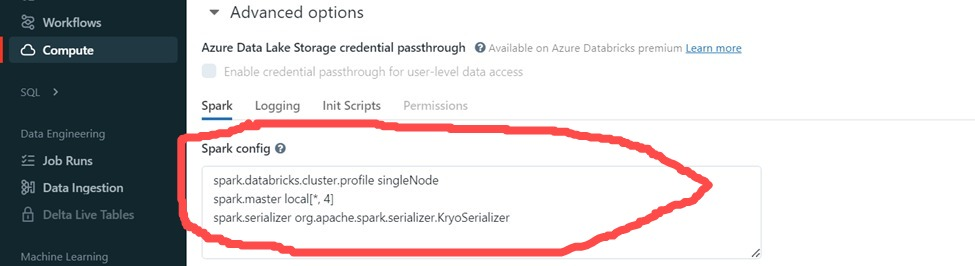 Workflows
Compute
SQL
Data Engineering
Job Runs
Data Ingestion
Delta Live Tables
Machine Learning
Advanced options
Azure Data Lake Storage credential passthrough Available on Azure Databricks premium Learn more
Enable credential passthrough for user-level data access
Spark Logging Init Scripts Permissions
Spark config
spark.databricks.cluster.profile singleNode
spark.master local[*, 4]
spark.serializer org.apache.spark.serializer.KryoSerializer